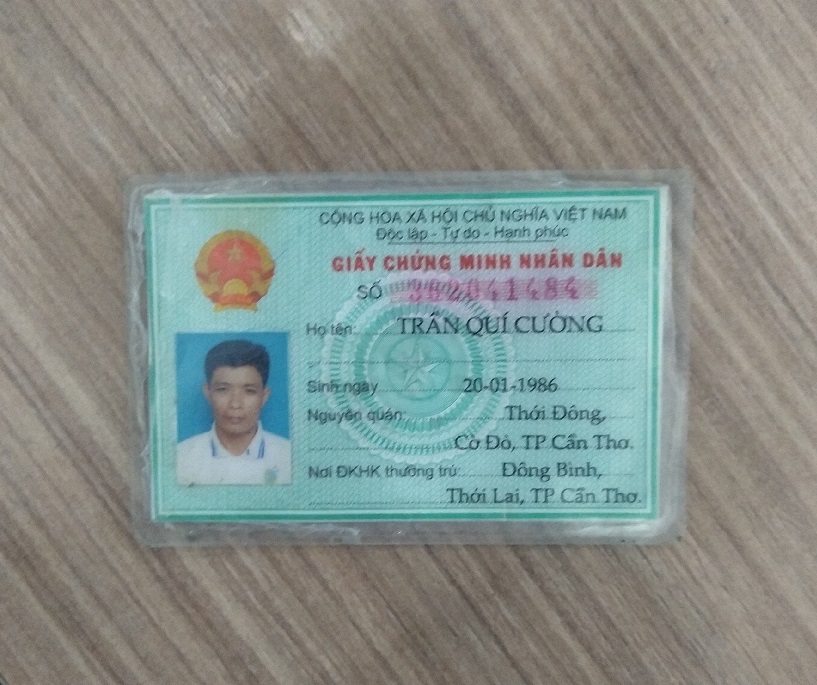 CỘNG HÒA XÃ HỘI CHỦ NGHĨA VIỆT NAM
Độc lập - Tự do - Hạnh phúc
GIẤY CHỨNG MINH NHÂN DÂN
SỐ
Họ tên: TRẦN QUÍ CƯỜNG
Sinh ngày 20-01-1986
Nguyên quán: Thới Đông,
Cờ Đỏ, TP Cần Thơ.
Nơi ĐKHK thường trú: Đông Bình,
Thới Lai, TP Cần Thơ.